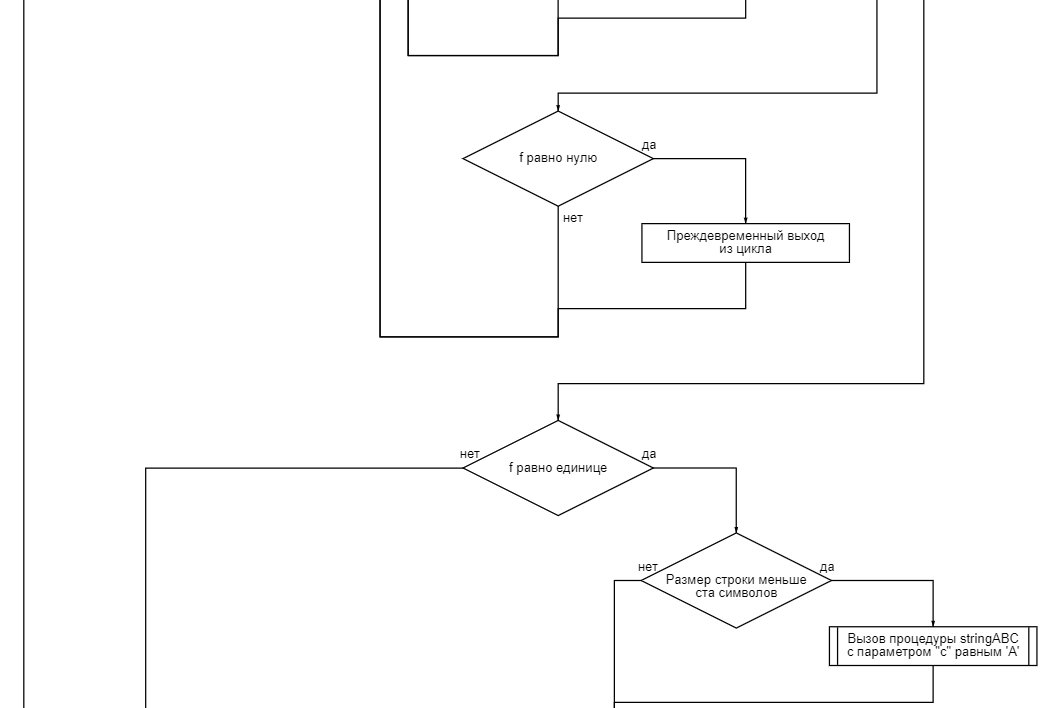 f равно нулю
да
нет
Преждевременный выход
из цикла
нет
f равно единице
да
нет
Размер строки меньше
ста символов
да
Вызов процедуры stringABC
с параметром "c" равным 'A'